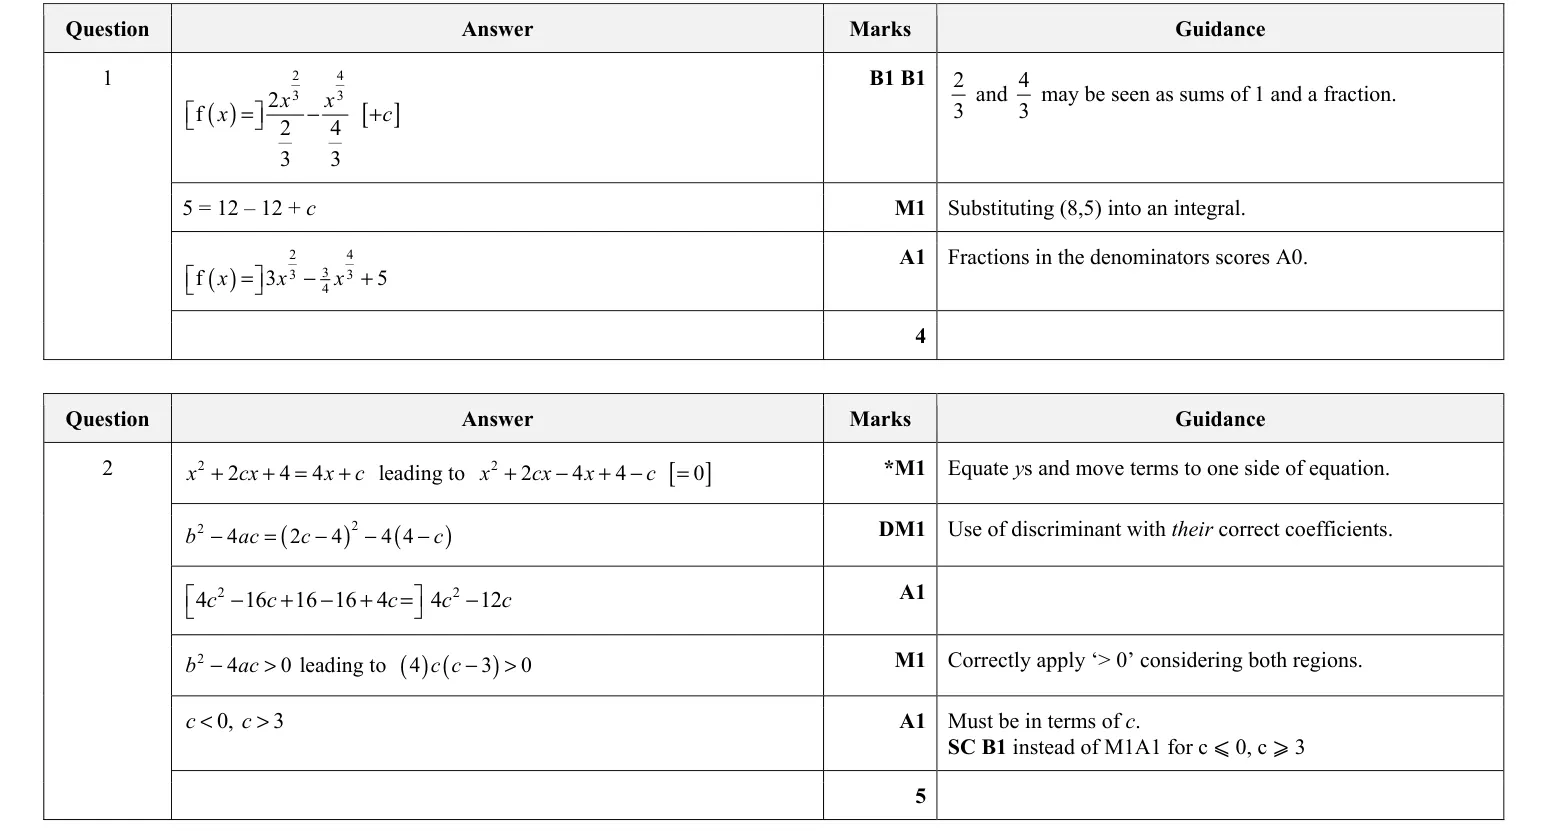 Question Answer Marks Guidance
1 [f(x)=] 2x^(2/3)/(2/3) − x^(4/3)/(4/3) [+c] B1 B1 2/3 and 4/3 may be seen as sums of 1 and a fraction.
5 = 12 – 12 + c M1 Substituting (8,5) into an integral.
[f(x)=] 3x^(2/3) − 3/4 x^(4/3) + 5 A1 Fractions in the denominators scores A0.
4
Question Answer Marks Guidance
2 x² + 2cx + 4 = 4x + c leading to x² + 2cx − 4x + 4 − c [= 0] *M1 Equate ys and move terms to one side of equation.
b² − 4ac = (2c − 4)² − 4(4 − c) DM1 Use of discriminant with their correct coefficients.
[4c² − 16c + 16 − 16 + 4c =] 4c² − 12c A1
b² − 4ac > 0 leading to (4)c(c − 3) > 0 M1 Correctly apply ‘> 0’ considering both regions.
c < 0, c > 3 A1 Must be in terms of c.
SC B1 instead of M1A1 for c ⩽ 0, c ⩾ 3
5